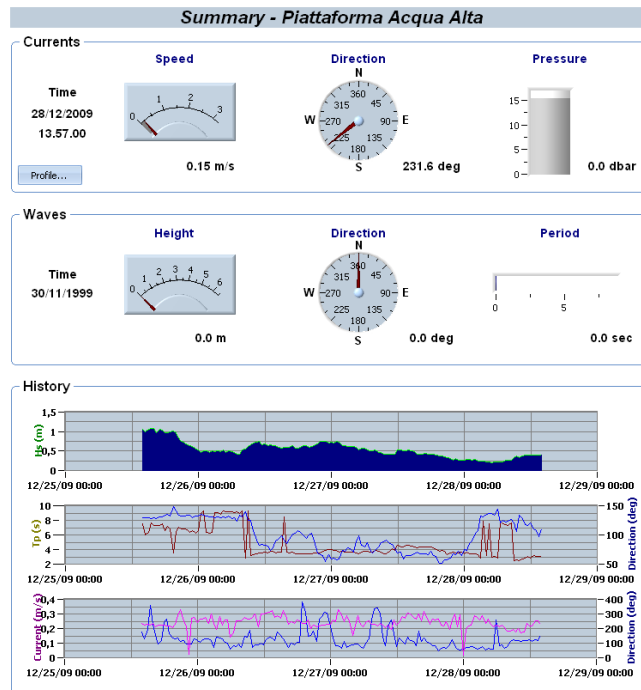 Summary - Piattaforma Acqua Alta
Currents
Speed Direction Pressure
Time
28/12/2009
13.57.00
0 1 2 3
N
360 45 90 135 180 225 270 315
W E
S
15
10
5
0
0.15 m/s 231.6 deg 0.0 dbar
Profile...
Waves
Height Direction Period
Time
30/11/1999
0 1 2 3 4 5 6
N
360 45 90 135 180 225 270 315
W E
S
0 5
0.0 m 0.0 deg 0.0 sec
History
Hs (m)
1,5
1
0,5
0
12/25/09 00:00 12/26/09 00:00 12/27/09 00:00 12/28/09 00:00 12/29/09 00:00
Tp (s) Direction (deg)
10 150
8
6 100
4
2 50
12/25/09 00:00 12/26/09 00:00 12/27/09 00:00 12/28/09 00:00 12/29/09 00:00
Current (m/s) Direction (deg)
0,4 400
0,3 300
0,2 200
0,1 100
0 0
12/25/09 00:00 12/26/09 00:00 12/27/09 00:00 12/28/09 00:00 12/29/09 00:00